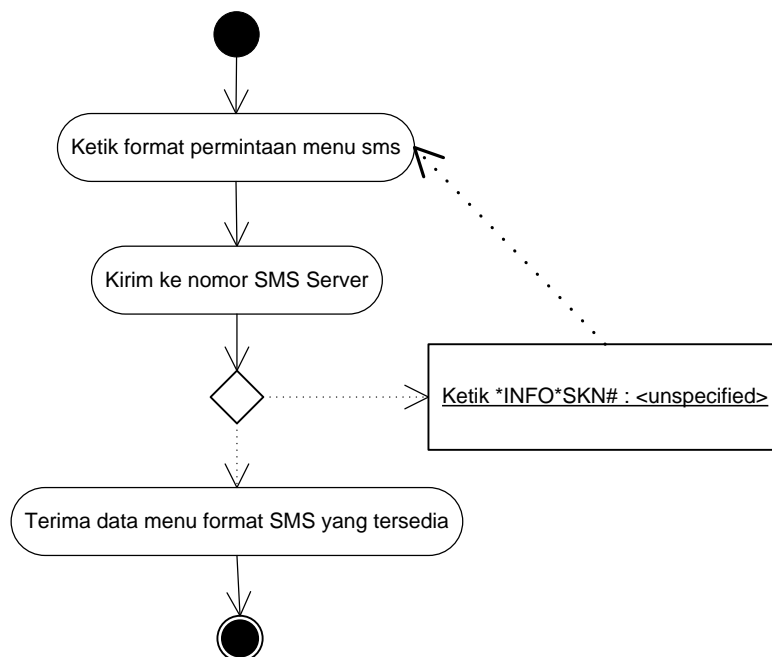 Ketik format permintaan menu sms
Kirim ke nomor SMS Server
Ketik *INFO*SKN# : <unspecified>
Terima data menu format SMS yang tersedia